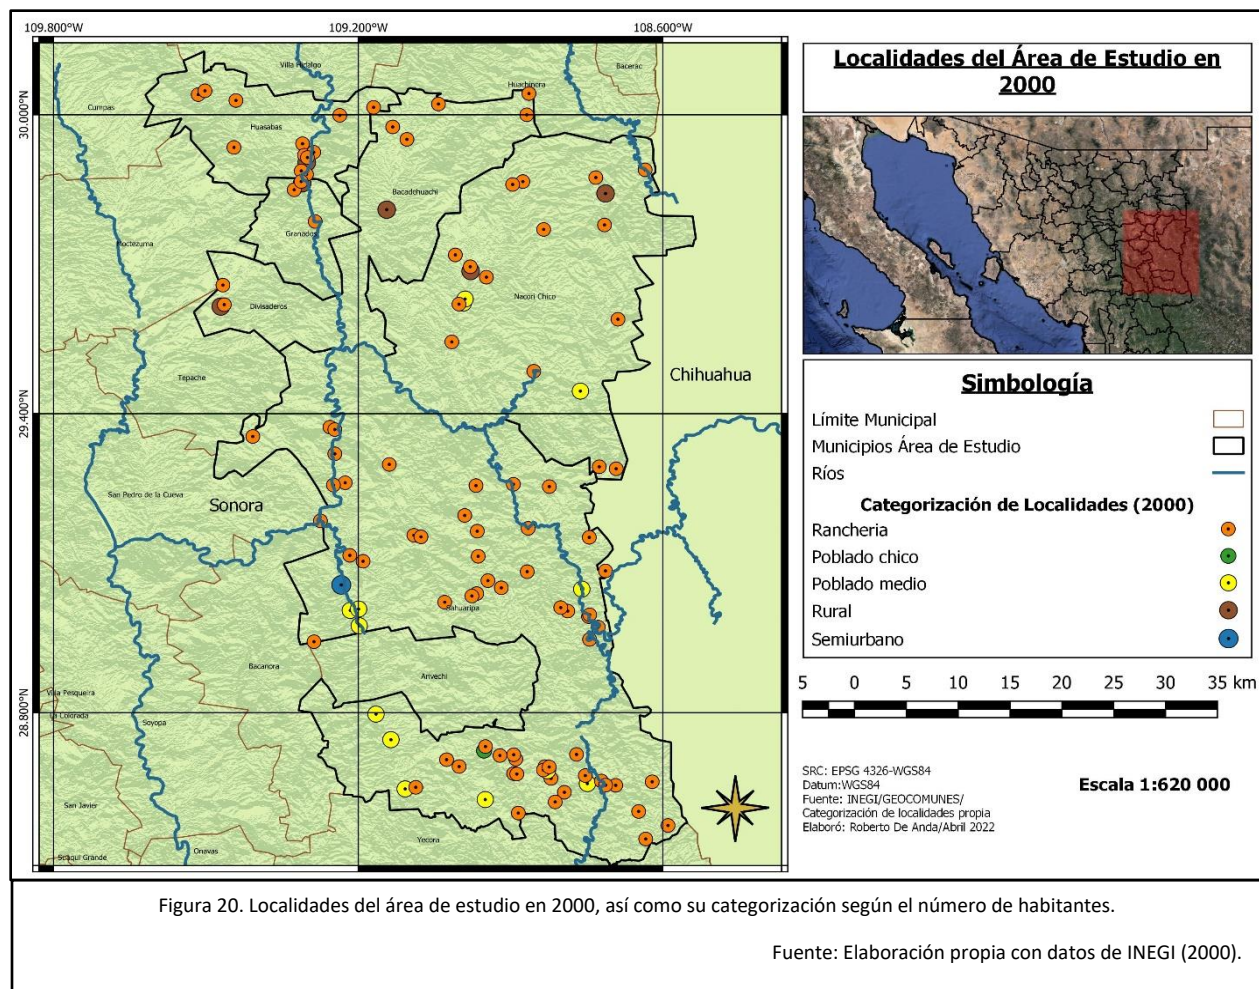 109.800°W
109.200°W
108.600°W
30.000°N
29.400°N
28.800°N
Villa Hidalgo
Bacerac
Huachinera
Cumpas
Huasabas
Bacadehuachi
Granados
Moctezuma
Divisaderos
Nacori Chico
Tepache
Chihuahua
San Pedro de la Cueva
Sonora
Sahuaripa
Bacanora
Arivechi
Villa Pesqueira
La Colorada
Soyopa
San Javier
Yecora
Onavas
Suaqui Grande
Localidades del Área de Estudio en
2000
Simbología
Límite Municipal
Municipios Área de Estudio
Ríos
Categorización de Localidades (2000)
Rancheria
Poblado chico
Poblado medio
Rural
Semiurbano
5 0 5 10 15 20 25 30 35 km
SRC: EPSG 4326-WGS84
Datum:WGS84
Fuente: INEGI/GEOCOMUNES/
Categorización de localidades propia
Elaboró: Roberto De Anda/Abril 2022
Escala 1:620 000
Figura 20. Localidades del área de estudio en 2000, así como su categorización según el número de habitantes.
Fuente: Elaboración propia con datos de INEGI (2000).